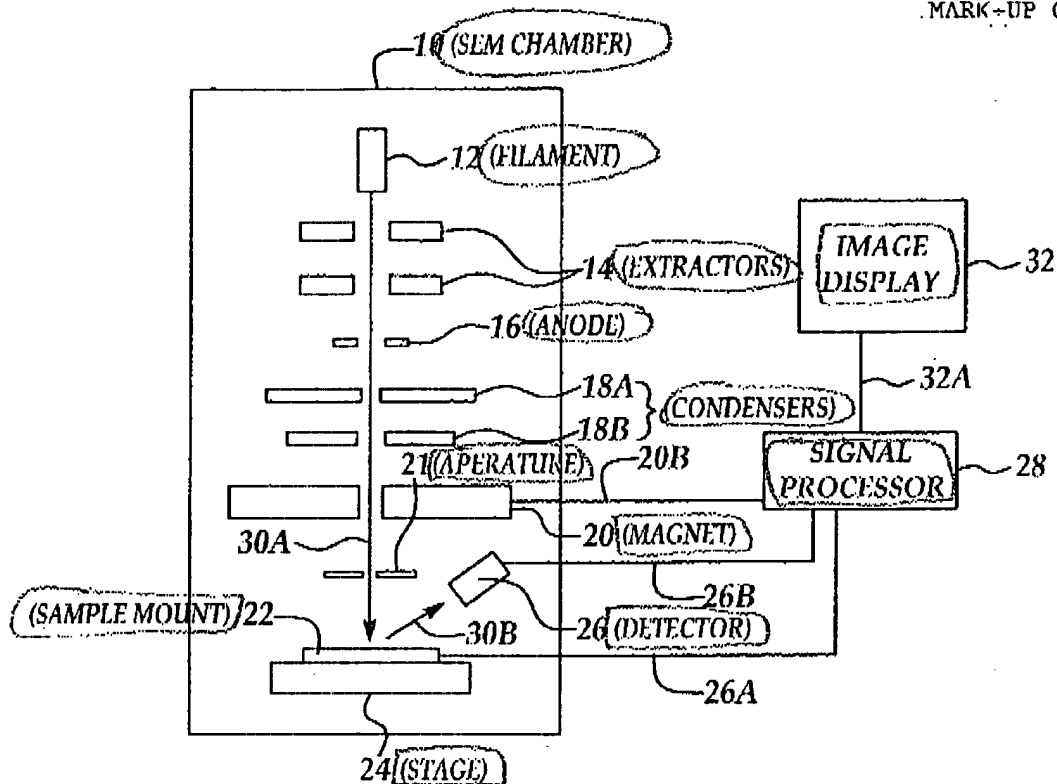 MARK-UP
10 (SEM CHAMBER)
12 (FILAMENT)
14 (EXTRACTORS)
IMAGE
DISPLAY
32
16 (ANODE)
32A
18A
(CONDENSERS)
18B
21 (APERATURE)
20B
SIGNAL
PROCESSOR
28
30A
20 (MAGNET)
26B
(SAMPLE MOUNT) 22
30B
26 (DETECTOR)
26A
24 (STAGE)